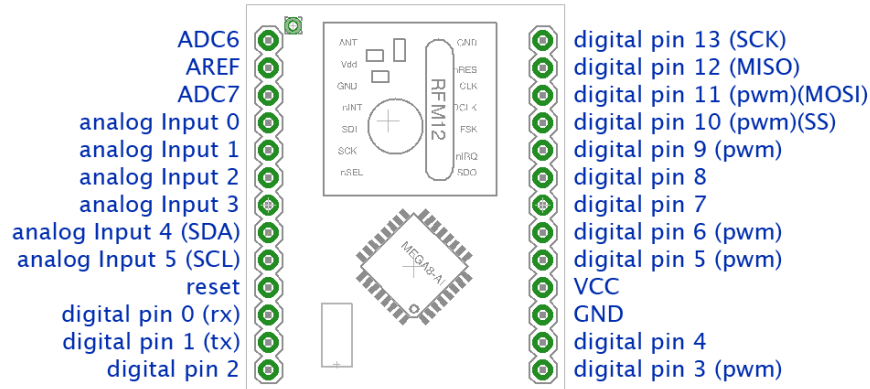 ADC6
AREF
ADC7
analog Input 0
analog Input 1
analog Input 2
analog Input 3
analog Input 4 (SDA)
analog Input 5 (SCL)
reset
digital pin 0 (rx)
digital pin 1 (tx)
digital pin 2
ANT
Vdd
GND
nINT
SDI
SCK
nSEL
RFM12
GND
nRES
CLK
DCLK
FSK
nIRQ
SDO
MEGA8-AI
digital pin 13 (SCK)
digital pin 12 (MISO)
digital pin 11 (pwm)(MOSI)
digital pin 10 (pwm)(SS)
digital pin 9 (pwm)
digital pin 8
digital pin 7
digital pin 6 (pwm)
digital pin 5 (pwm)
VCC
GND
digital pin 4
digital pin 3 (pwm)